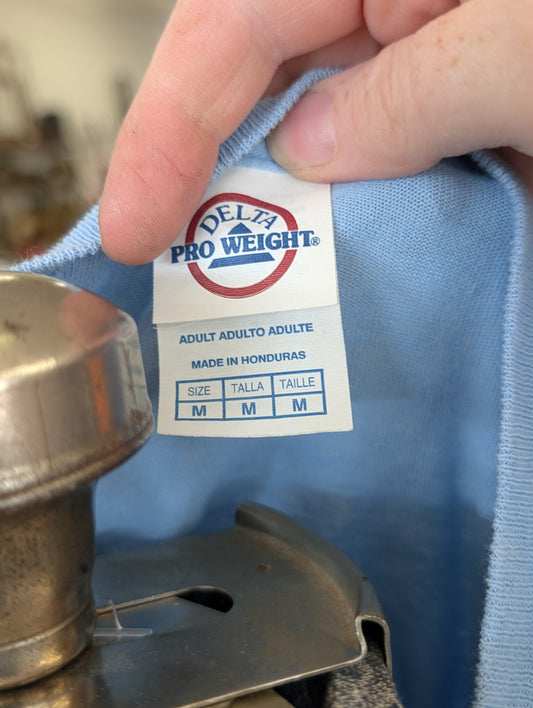 DELTA
PRO WEIGHT®
ADULT ADULTO ADULTE
MADE IN HONDURAS
SIZE TALLA TAILLE
M M M